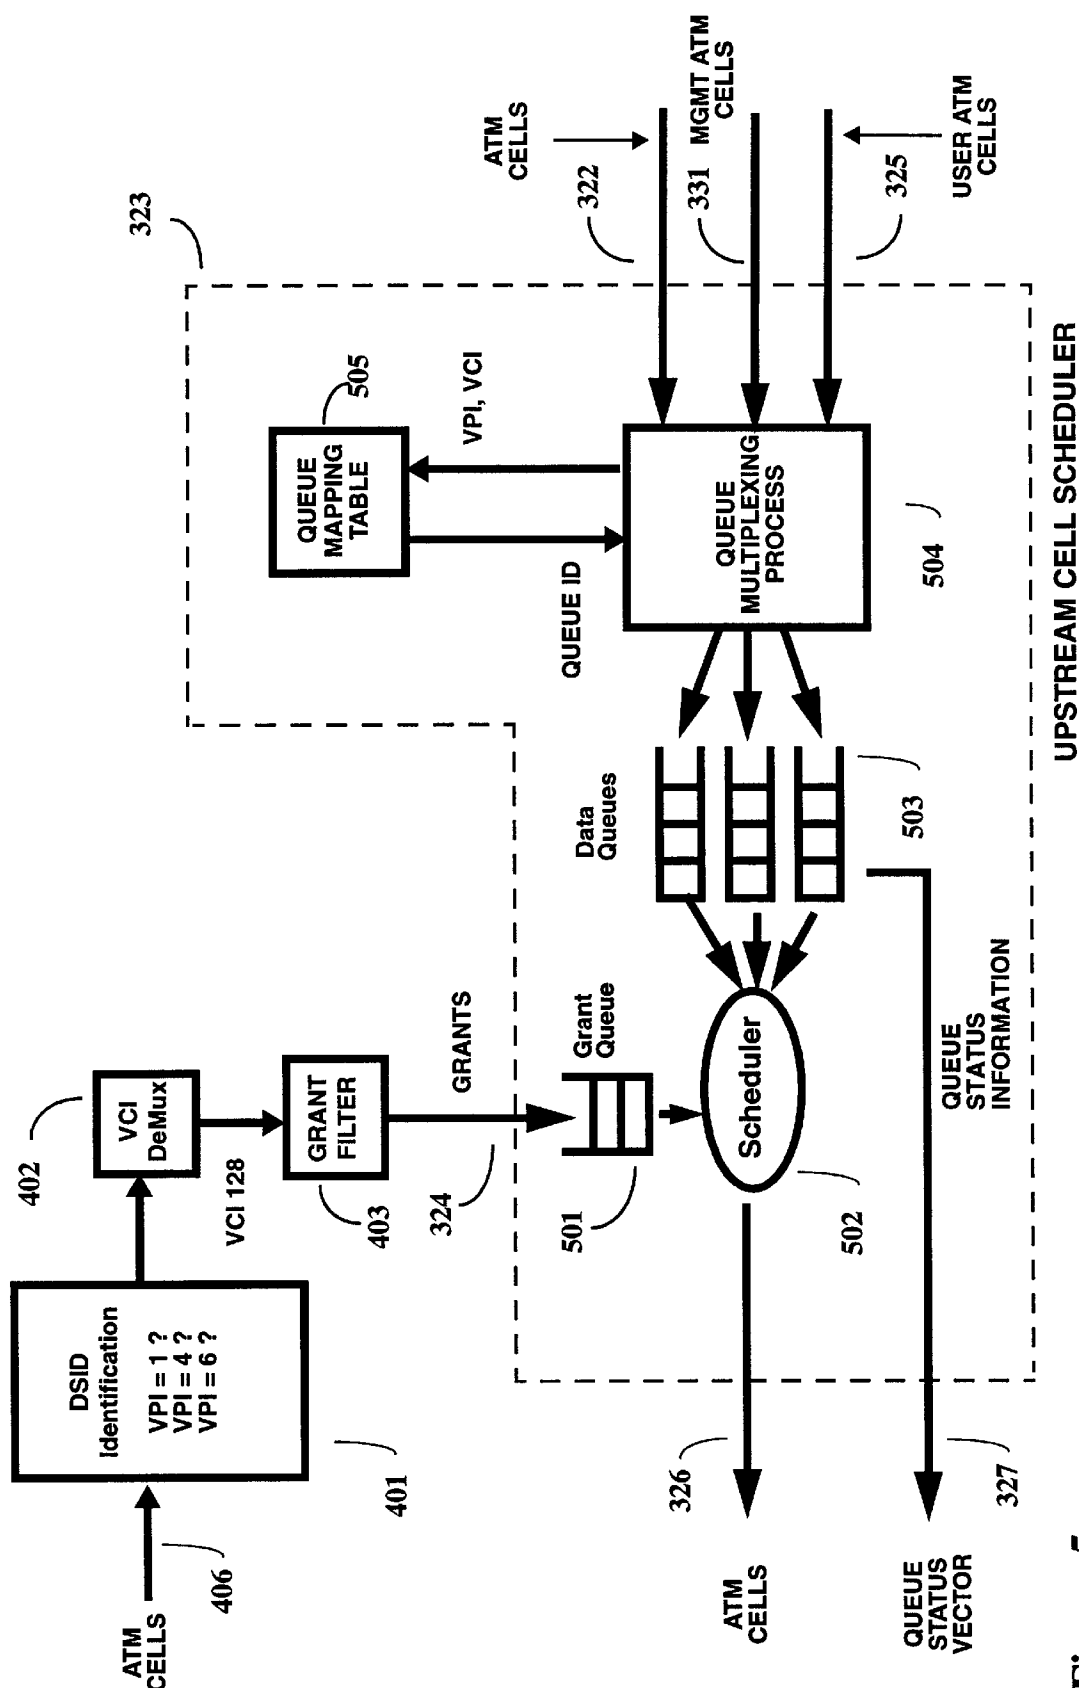 ATM
CELLS
406
DSID
Identification
VPI = 1 ?
VPI = 4 ?
VPI = 6 ?
401
402
VCI
DeMux
VCI 128
GRANT
FILTER
403
GRANTS
324
323
QUEUE
MAPPING
TABLE
505
VPI, VCI
QUEUE ID
ATM
CELLS
322
331
MGMT ATM
CELLS
325
USER ATM
CELLS
QUEUE
MULTIPLEXING
PROCESS
504
Data
Queues
503
Grant
Queue
501
Scheduler
502
326
ATM
CELLS
QUEUE
STATUS
INFORMATION
327
QUEUE
STATUS
VECTOR
UPSTREAM CELL SCHEDULER